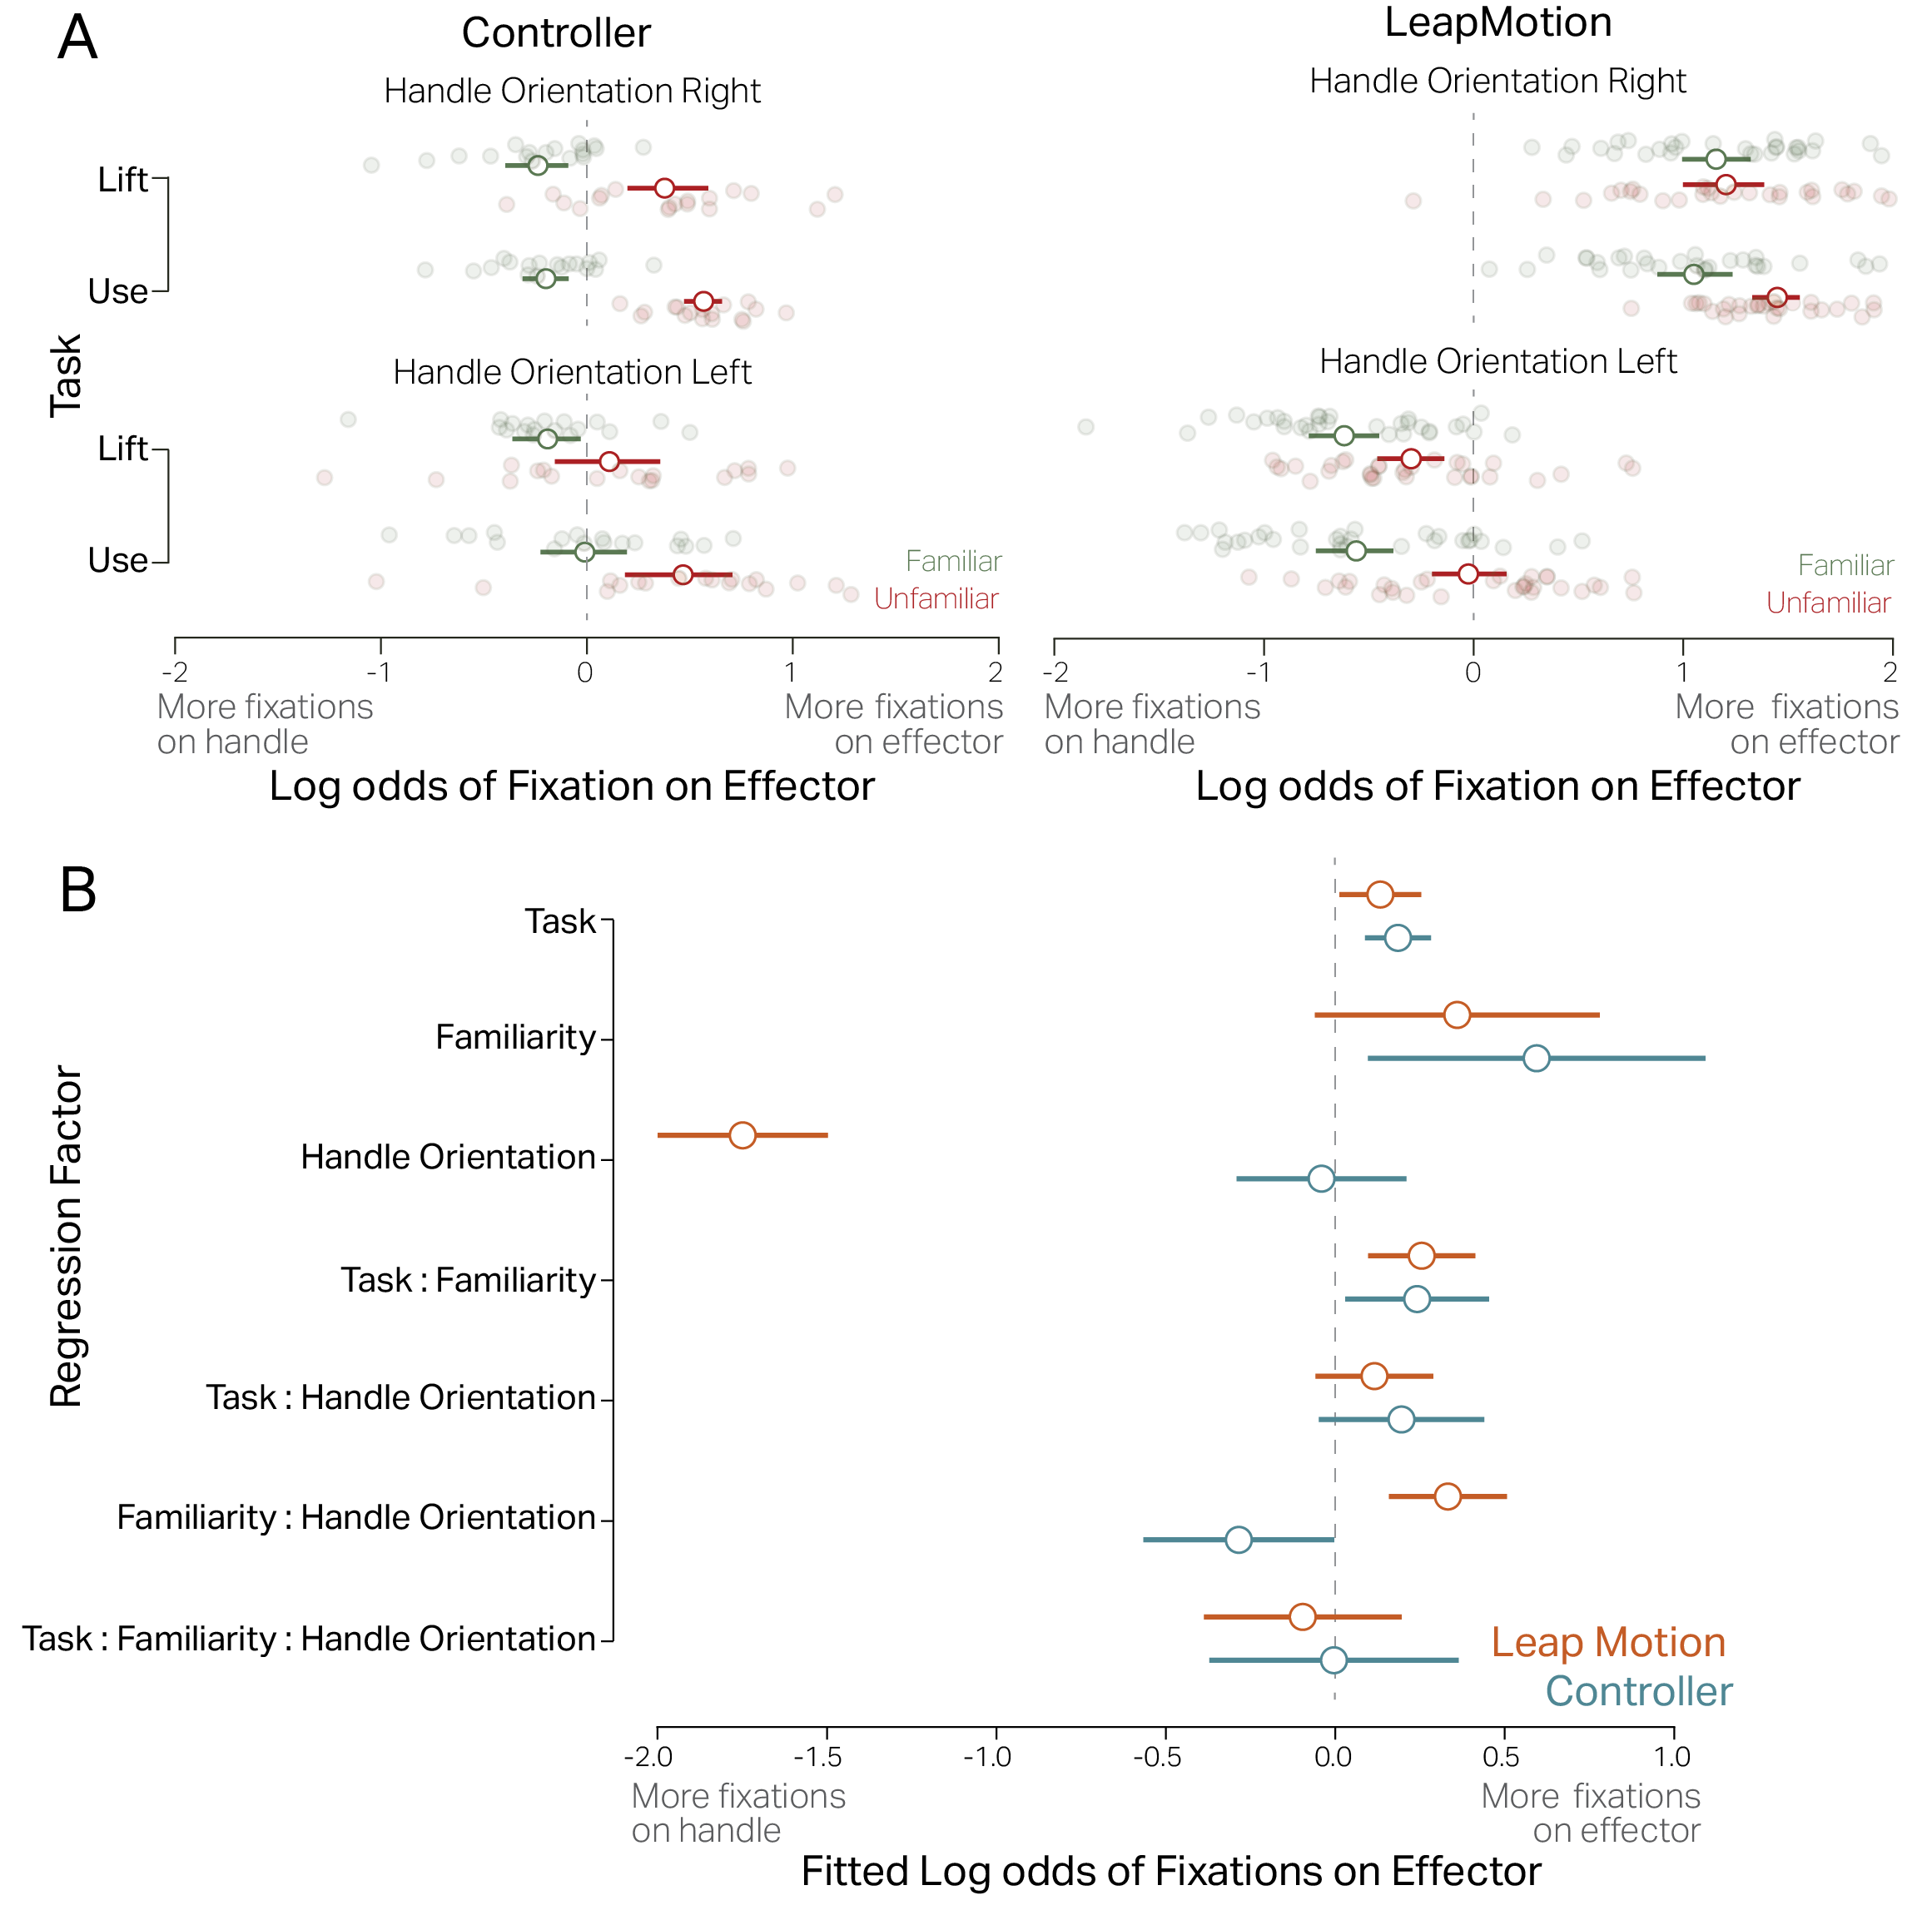 A
Controller
Handle Orientation Right
Lift
Use
Handle Orientation Left
Lift
Use
Task
Familiar
Unfamiliar
-2
-1
0
1
2
More fixations
on handle
More fixations
on effector
Log odds of Fixation on Effector
LeapMotion
Handle Orientation Right
Handle Orientation Left
Familiar
Unfamiliar
-2
-1
0
1
2
More fixations
on handle
More fixations
on effector
Log odds of Fixation on Effector
B
Regression Factor
Task
Familiarity
Handle Orientation
Task : Familiarity
Task : Handle Orientation
Familiarity : Handle Orientation
Task : Familiarity : Handle Orientation
Leap Motion
Controller
-2.0
-1.5
-1.0
-0.5
0.0
0.5
1.0
More fixations
on handle
More fixations
on effector
Fitted Log odds of Fixations on Effector